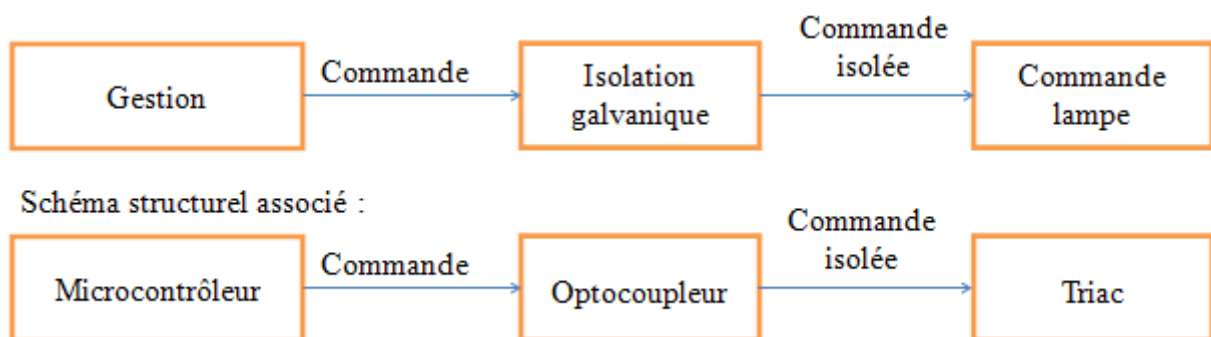 Commande
isolée
Gestion
Commande
Isolation
galvanique
Commande
lampe
Schéma structurel associé :
Commande
isolée
Microcontrôleur
Commande
Optocoupleur
Triac